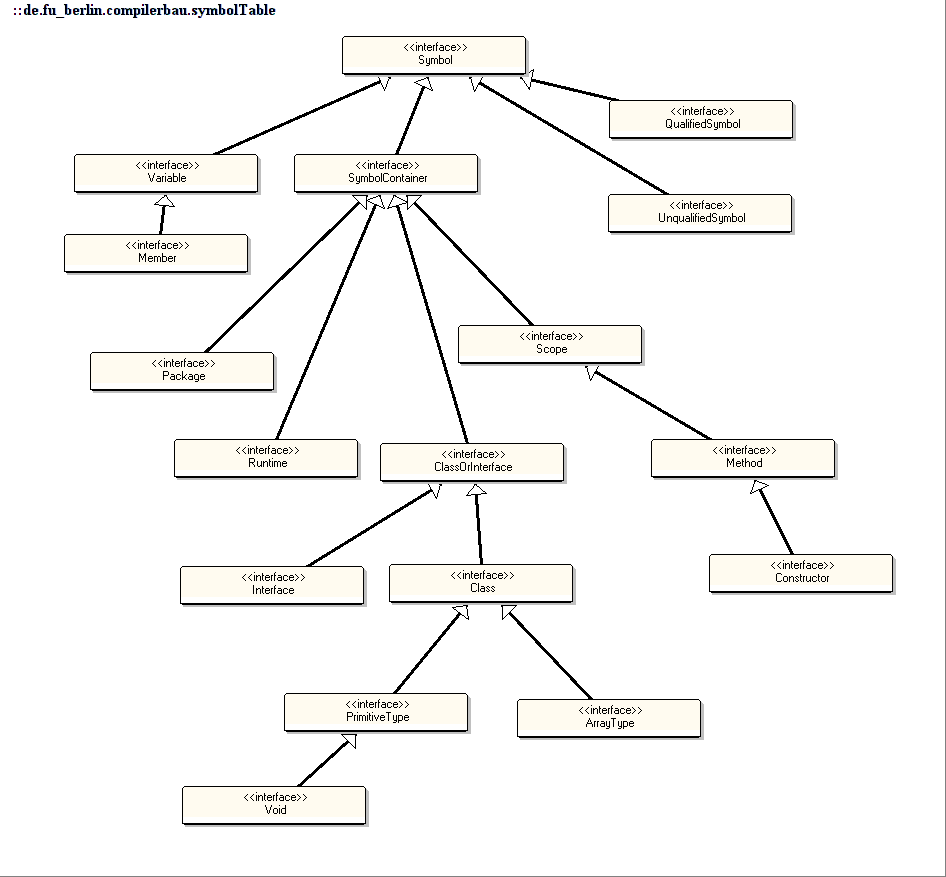 ::de.fu_berlin.compilerbau.symbolTable
<<interface>>
Symbol
<<interface>>
QualifiedSymbol
<<interface>>
Variable
<<interface>>
SymbolContainer
<<interface>>
UnqualifiedSymbol
<<interface>>
Member
<<interface>>
Scope
<<interface>>
Package
<<interface>>
Runtime
<<interface>>
ClassOrInterface
<<interface>>
Method
<<interface>>
Interface
<<interface>>
Class
<<interface>>
Constructor
<<interface>>
PrimitiveType
<<interface>>
ArrayType
<<interface>>
Void